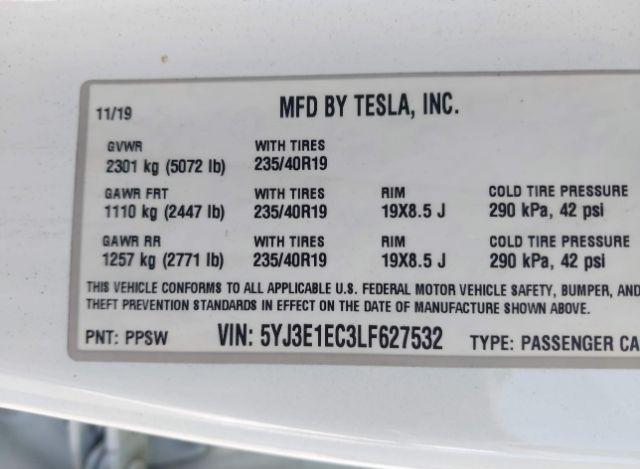 11/19 MFD BY TESLA, INC.
GVWR WITH TIRES
2301 kg (5072 lb) 235/40R19
GAWR FRT WITH TIRES RIM COLD TIRE PRESSURE
1110 kg (2447 lb) 235/40R19 19X8.5 J 290 kPa, 42 psi
GAWR RR WITH TIRES RIM COLD TIRE PRESSURE
1257 kg (2771 lb) 235/40R19 19X8.5 J 290 kPa, 42 psi
THIS VEHICLE CONFORMS TO ALL APPLICABLE U.S. FEDERAL MOTOR VEHICLE SAFETY, BUMPER, AND
THEFT PREVENTION STANDARDS IN EFFECT ON THE DATE OF MANUFACTURE SHOWN ABOVE.
PNT: PPSW VIN: 5YJ3E1EC3LF627532 TYPE: PASSENGER CA